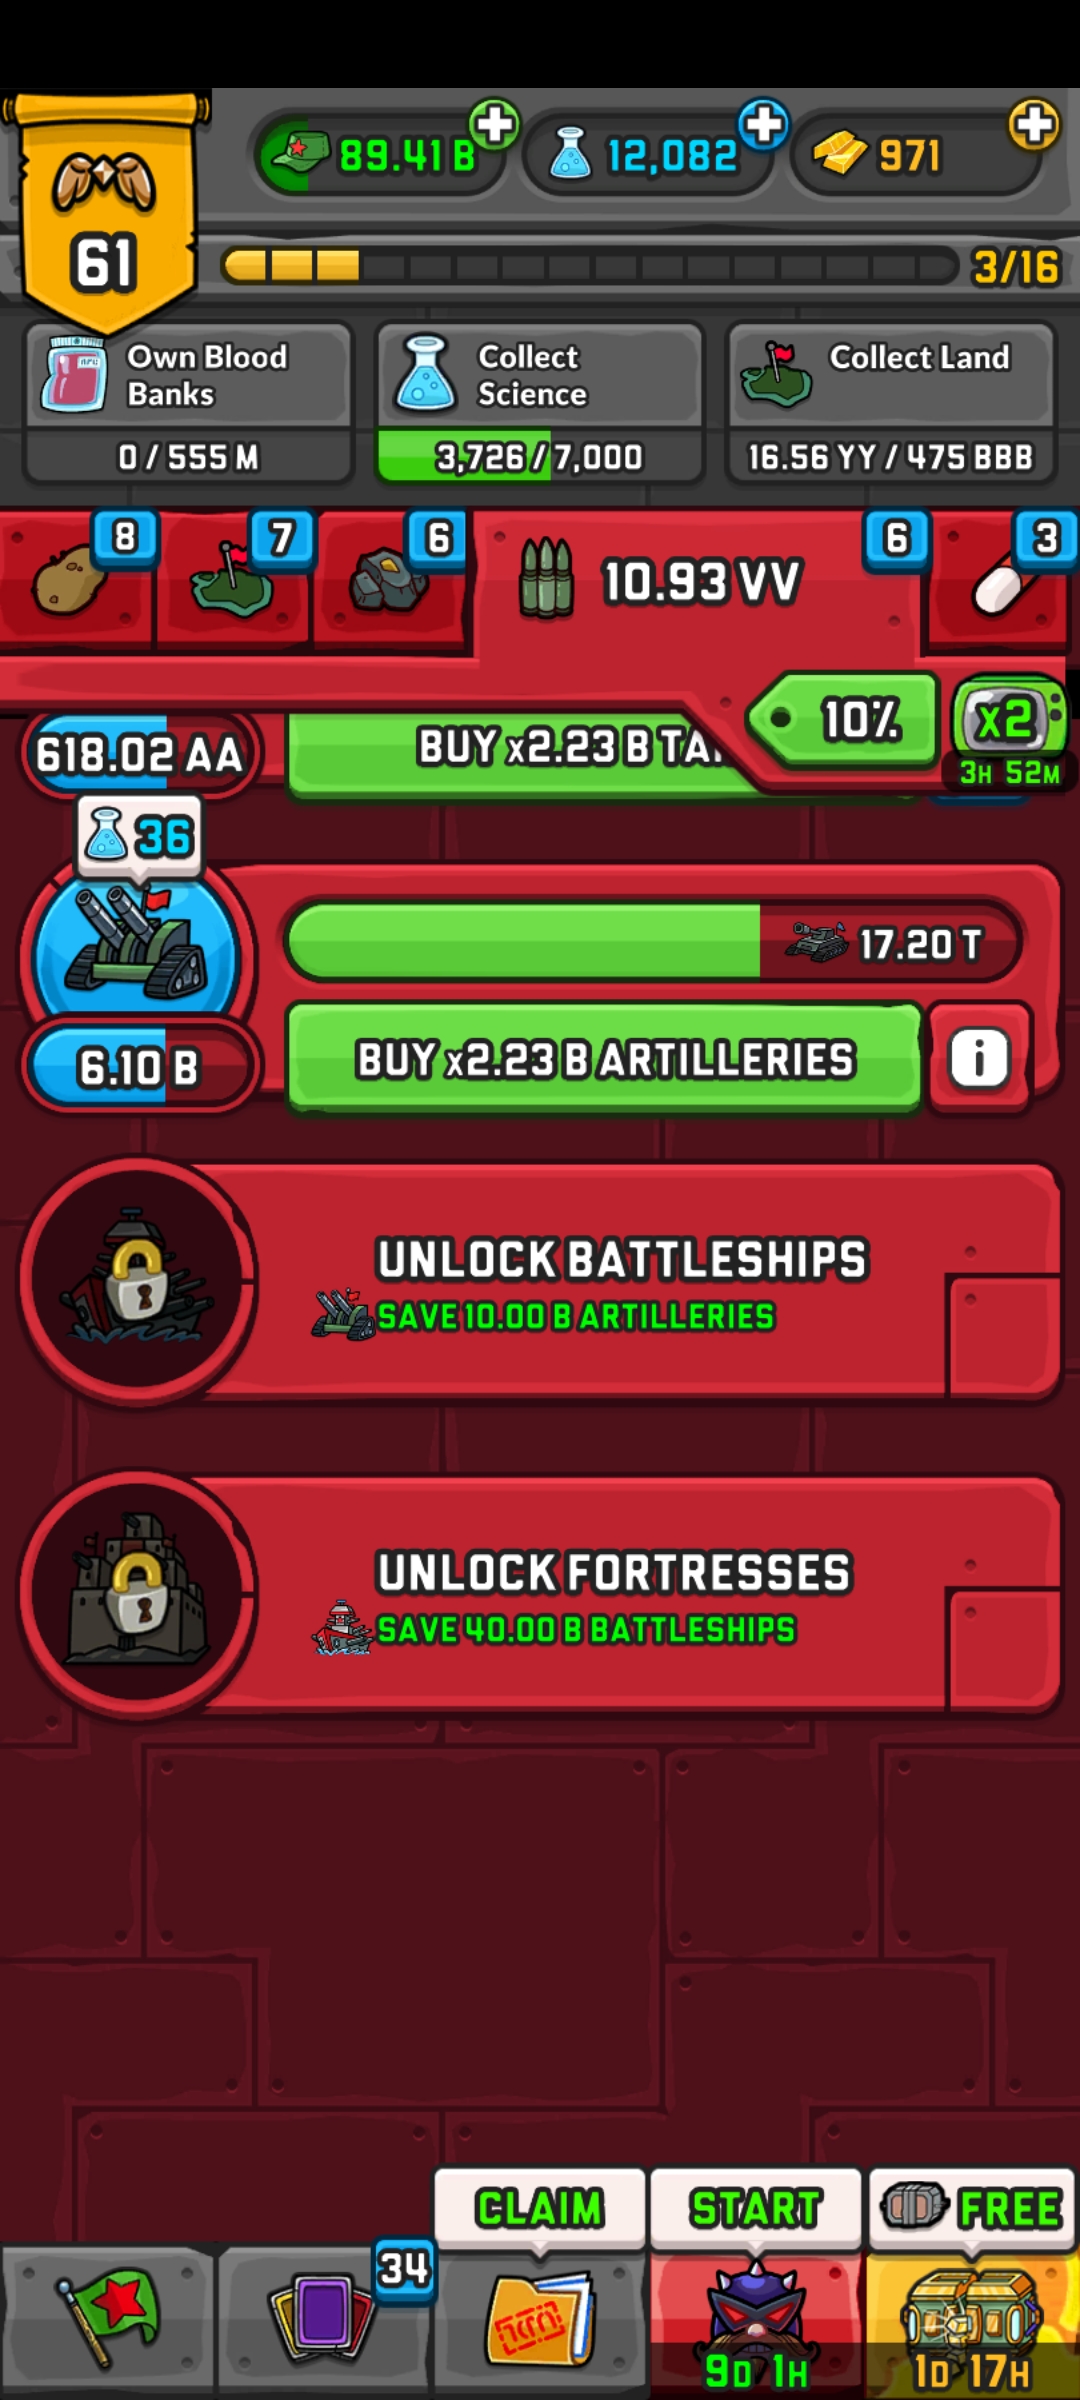 89.41 B
12,082
971
61
3/16
Own Blood
Banks
0 / 555 M
Collect
Science
3,726 / 7,000
Collect Land
16.56 YY / 475 BBB
8
7
6
10.93 VV
6
3
10%
x2
3H 52M
618.02 AA
BUY x2.23 B TA
36
17.20 T
6.10 B
BUY x2.23 B ARTILLERIES
i
UNLOCK BATTLESHIPS
SAVE 10.00 B ARTILLERIES
UNLOCK FORTRESSES
SAVE 40.00 B BATTLESHIPS
CLAIM
START
FREE
34
9D 1H
1D 17H